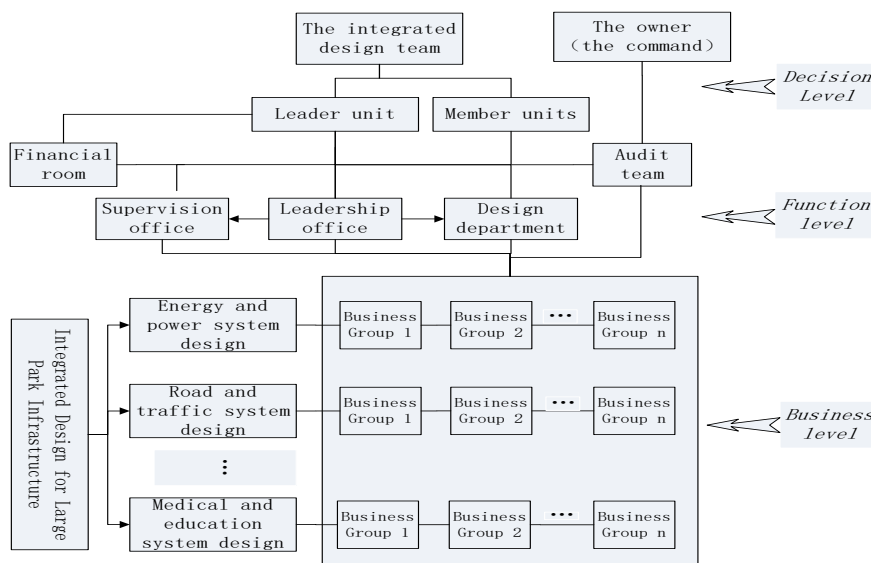 The integrated
design team
The owner
(the command)
Decision
Level
Leader unit
Member units
Financial
room
Audit
team
Supervision
office
Leadership
office
Design
department
Function
level
Integrated Design for Large
Park Infrastructure
Energy and
power system
design
Business
Group 1
Business
Group 2
...
Business
Group n
Road and
traffic system
design
Business
Group 1
Business
Group 2
...
Business
Group n
Business
level
...
Medical and
education
system design
Business
Group 1
Business
Group 2
...
Business
Group n